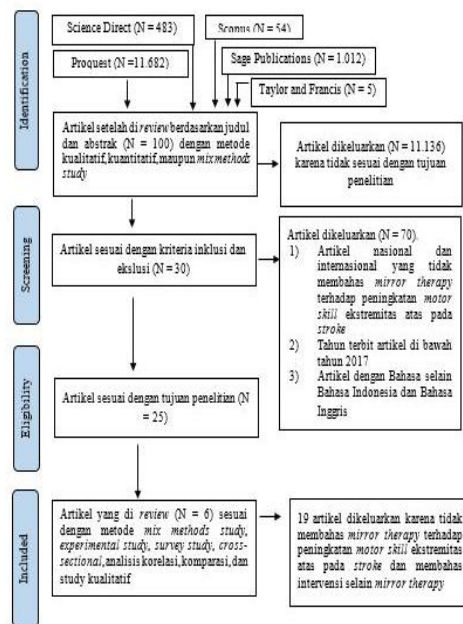 Identification
Science Direct (N = 483)
Scopus (N = 54)
Proquest (N =11.682)
Sage Publications (N = 1.012)
Taylor and Francis (N = 5)
Artikel setelah di review berdasarkan judul
dan abstrak (N = 100) dengan metode
kualitatif, kuantitatif, maupun mix methods
study
Artikel dikeluarkan (N = 11.136)
karena tidak sesuai dengan tujuan
penelitian
Screening
Artikel sesuai dengan kriteria inklusi dan
ekslusi (N = 30)
Artikel dikeluarkan (N = 70).
1) Artikel nasional dan
internasional yang tidak
membahas mirror therapy
terhadap peningkatan motor
skill ekstremitas atas pada
stroke
2) Tahun terbit artikel di bawah
tahun 2017
3) Artikel dengan Bahasa selain
Bahasa Indonesia dan Bahasa
Inggris
Eligibility
Artikel sesuai dengan tujuan penelitian (N
= 25)
Included
Artikel yang di review (N = 6) sesuai
dengan metode mix methods study,
experimental study, survey study, cross-
sectional, analisis korelasi, komparasi, dan
study kualitatif
19 artikel dikeluarkan karena tidak
membahas mirror therapy terhadap
peningkatan motor skill ekstremitas
atas pada stroke dan membahas
intervensi selain mirror therapy